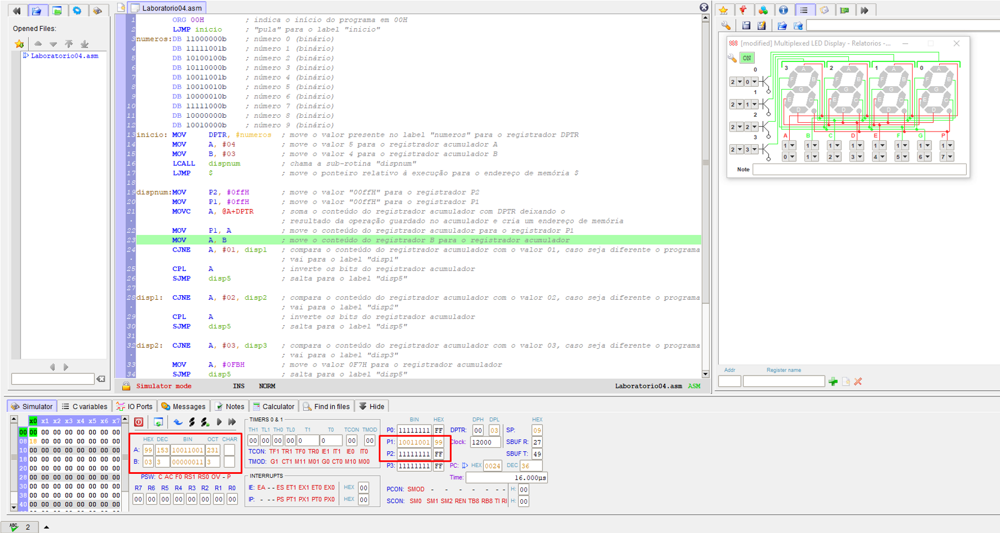 Laboratorio04.asm
Opened Files:
Laboratorio04.asm
1 ORG 00H ; indica o início do programa em 00H
2 LJMP inicio ; "pula" para o label "inicio"
3 numeros:DB 11000000b ; número 0 (binário)
4 DB 11111001b ; número 1 (binário)
5 DB 10100100b ; número 2 (binário)
6 DB 10110000b ; número 3 (binário)
7 DB 10011001b ; número 4 (binário)
8 DB 10010010b ; número 5 (binário)
9 DB 10000010b ; número 6 (binário)
10 DB 11111000b ; número 7 (binário)
11 DB 10000000b ; número 8 (binário)
12 DB 10010000b ; número 9 (binário)
13 inicio: MOV DPTR, #numeros ; move o valor presente no label "numeros" para o registrador DPTR
14 MOV A, #04 ; move o valor 5 para o registrador acumulador A
15 MOV B, #03 ; move o valor 4 para o registrador acumulador B
16 LCALL dispnum ; chama a sub-rotina "dispnum"
17 LJMP $ ; move o ponteiro relativo à execução para o endereço de memória $
18
19 dispnum:MOV P2, #0ffH ; move o valor "00ffH" para o registrador P2
20 MOV P1, #0ffH ; move o valor "00ffH" para o registrador P1
21 MOVC A, @A+DPTR ; soma o conteúdo do registrador acumulador com DPTR deixando o
; resultado da operação guardado no acumulador e cria um endereço de memória
22 MOV P1, A ; move o conteúdo do registrador acumulador para o registrador P1
23 MOV A, B ; move o conteúdo do registrador B para o registrador acumulador
24 CJNE A, #01, disp1 ; compara o conteúdo do registrador acumulador com o valor 01, caso seja diferente o programa
; vai para o label "disp1"
25 CPL A ; inverte os bits do registrador acumulador
26 SJMP disp5 ; salta para o label "disp5"
27
28 disp1: CJNE A, #02, disp2 ; compara o conteúdo do registrador acumulador com o valor 02, caso seja diferente o programa
; vai para o label "disp2"
29 CPL A ; inverte os bits do registrador acumulador
30 SJMP disp5 ; salta para o label "disp5"
31
32 disp2: CJNE A, #03, disp3 ; compara o conteúdo do registrador acumulador com o valor 03, caso seja diferente o programa
; vai para o label "disp3"
33 MOV A, #0FBH ; move o valor 0F7H para o registrador acumulador
34 SJMP disp5 ; salta para o label "disp5"
Simulator mode INS NORM Laboratorio04.asm ASM
888 [modified] Multiplexed LED Display - Relatorios -...
ON
0
2 0
1
2 1
2
2 2
3
2 3
3 2 1 0
A A A A
F B F B F B F B
G G G G
E C E C E C E C
D D D D
A B C D E F G P
1 1 1 1 1 1 1 1
0 1 2 3 4 5 6 7
Note
Addr Register name
Simulator C variables IO Ports Messages Notes Calculator Find in files Hide
x0 x1 x2 x3 x4 x5 x6 x7
00 00 00 00 00 00 00 00 00
08 18 00 00 00 00 00 00 00
10 00 00 00 00 00 00 00 00
18 00 00 00 00 00 00 00 00
20 00 00 00 00 00 00 00 00
28 00 00 00 00 00 00 00 00
30 00 00 00 00 00 00 00 00
38 00 00 00 00 00 00 00 00
40 00 00 00 00 00 00 00 00
HEX DEC BIN OCT CHAR
A: 99 153 10011001 231
B: 03 3 00000011 3
PSW: C AC F0 RS1 RS0 OV - P
R7 R6 R5 R4 R3 R2 R1 R0
00 00 00 00 00 00 00 00
TIMERS 0 & 1
TH1 TL1 TH0 TL0 T1 T0 TCON TMOD
00 00 00 00 0 0 00 00
TCON: TF1 TR1 TF0 TR0 IE1 IT1 IE0 IT0
TMOD: G1 CT1 M11 M01 G0 CT0 M10 M00
INTERRUPTS
IE: EA - - ES ET1 EX1 ET0 EX0 HEX 00
IP: - - - PS PT1 PX1 PT0 PX0 HEX 00
BIN HEX
P0: 11111111 FF
P1: 10011001 99
P2: 11111111 FF
P3: 11111111 FF
DPH DPL HEX
DPTR: 00 03 SP: 09
Clock: 12000 SBUF R: 27
SBUF T: 49
PC: HEX 0024 DEC 36
Time: 16.000µs
PCON: SMOD - - - - - - - H: 00
SCON: SM0 SM1 SM2 REN TB8 RB8 TI RI H: 00
ABC 2